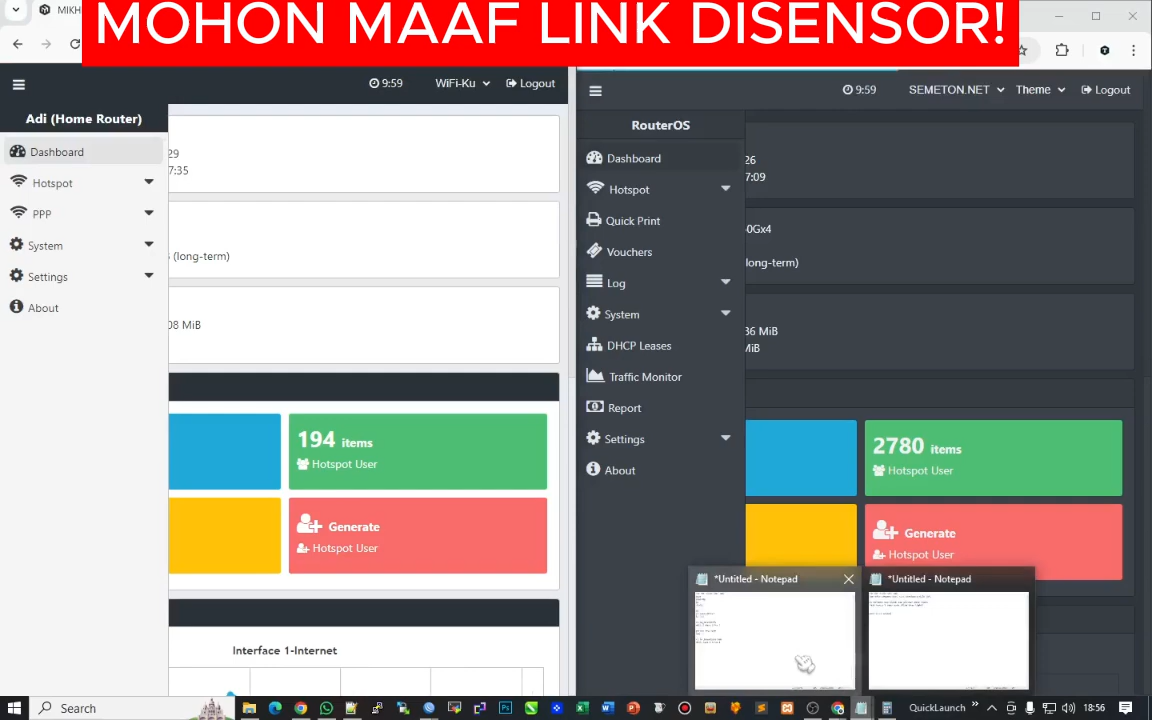 MOHON MAAF LINK DISENSOR!
MIKH
9:59
WiFi-Ku
Logout
Adi (Home Router)
Dashboard
Hotspot
PPP
System
Settings
About
29
7:35
(long-term)
08 MiB
194 items
Hotspot User
Generate
Hotspot User
Interface 1-Internet
9:59
SEMETON.NET
Theme
Logout
RouterOS
Dashboard
Hotspot
Quick Print
Vouchers
Log
System
DHCP Leases
Traffic Monitor
Report
Settings
About
26
7:09
0Gx4
long-term)
36 MiB
MiB
2780 items
Hotspot User
Generate
Hotspot User
*Untitled - Notepad
*Untitled - Notepad
Search
QuickLaunch
18:56